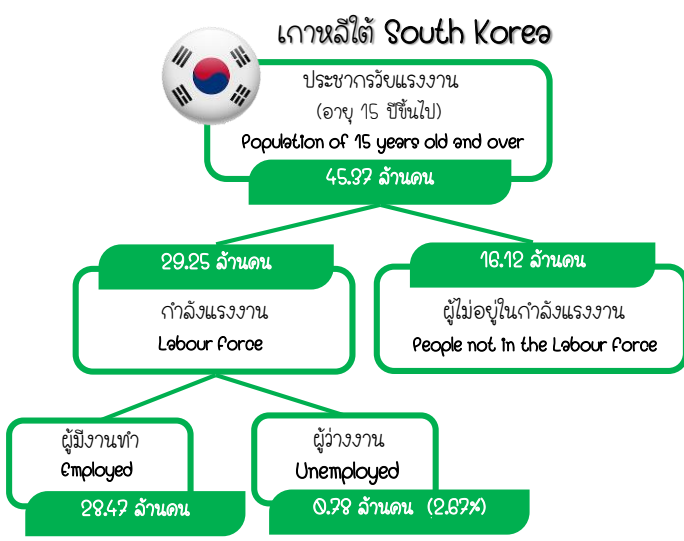 เกาหลีใต้ South Korea
ประชากรวัยแรงงาน
(อายุ 15 ปีขึ้นไป)
Population of 15 years old and over
45.37 ล้านคน
29.25 ล้านคน
กำลังแรงงาน
Labour Force
16.12 ล้านคน
ผู้ไม่อยู่ในกำลังแรงงาน
People not in the Labour Force
ผู้มีงานทำ
Employed
28.47 ล้านคน
ผู้ว่างงาน
Unemployed
0.78 ล้านคน (2.67%)